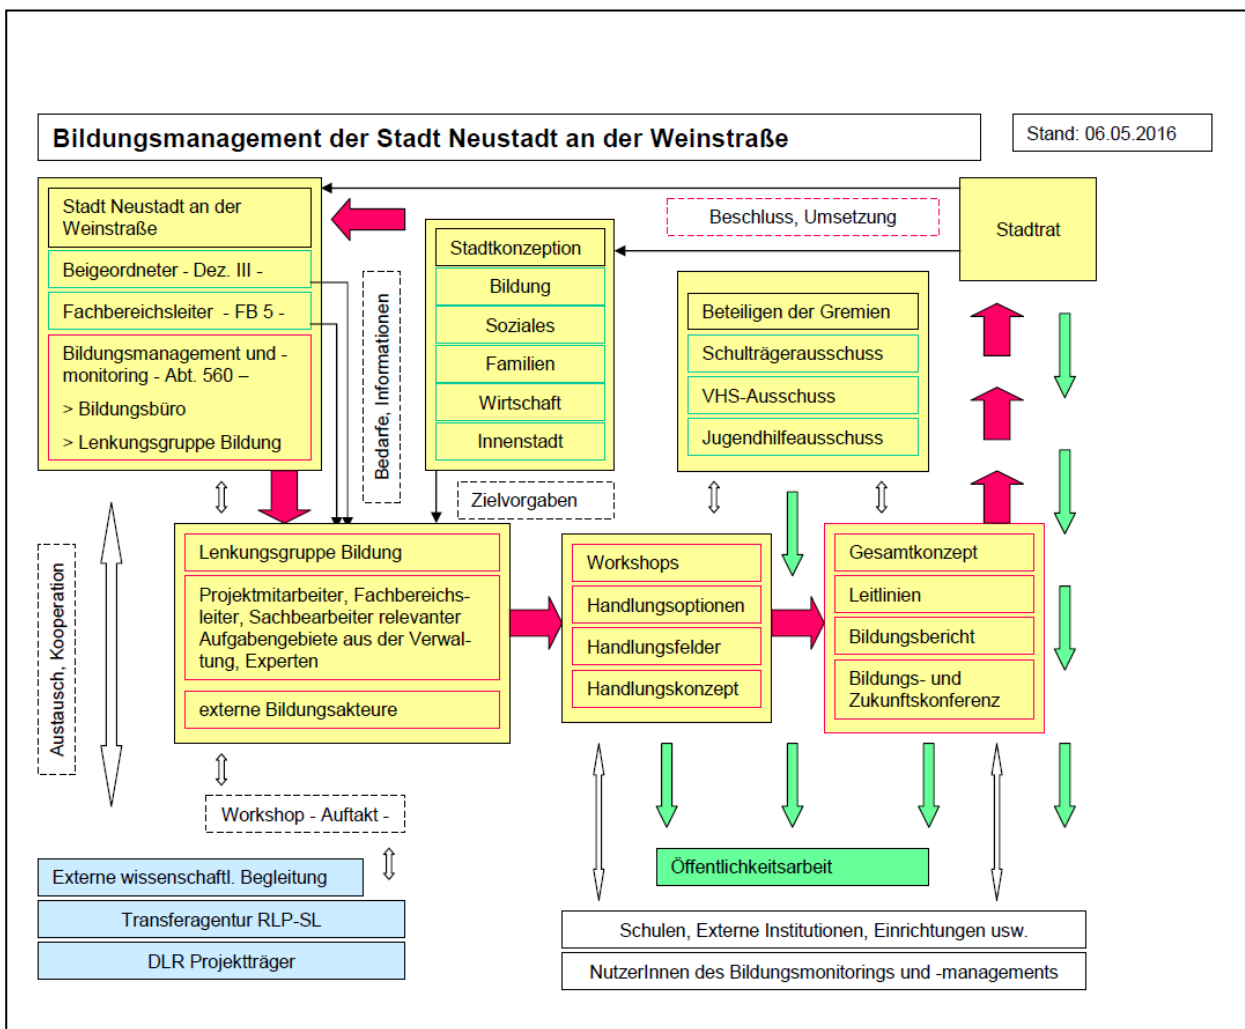 Bildungsmanagement der Stadt Neustadt an der Weinstraße
Stand: 06.05.2016
Stadt Neustadt an der
Weinstraße
Beigeordneter - Dez. III -
Fachbereichsleiter - FB 5 -
Bildungsmanagement und -
monitoring - Abt. 560 –
> Bildungsbüro
> Lenkungsgruppe Bildung
Bedarfe, Informationen
Stadtkonzeption
Bildung
Soziales
Familien
Wirtschaft
Innenstadt
Beschluss, Umsetzung
Stadtrat
Beteiligen der Gremien
Schulträgerausschuss
VHS-Ausschuss
Jugendhilfeausschuss
Zielvorgaben
Austausch, Kooperation
Lenkungsgruppe Bildung
Projektmitarbeiter, Fachbereichs-
leiter, Sachbearbeiter relevanter
Aufgabengebiete aus der Verwal-
tung, Experten
externe Bildungsakteure
Workshops
Handlungsoptionen
Handlungsfelder
Handlungskonzept
Gesamtkonzept
Leitlinien
Bildungsbericht
Bildungs- und
Zukunftskonferenz
Workshop - Auftakt -
Externe wissenschaftl. Begleitung
Transferagentur RLP-SL
DLR Projektträger
Öffentlichkeitsarbeit
Schulen, Externe Institutionen, Einrichtungen usw.
NutzerInnen des Bildungsmonitorings und -managements